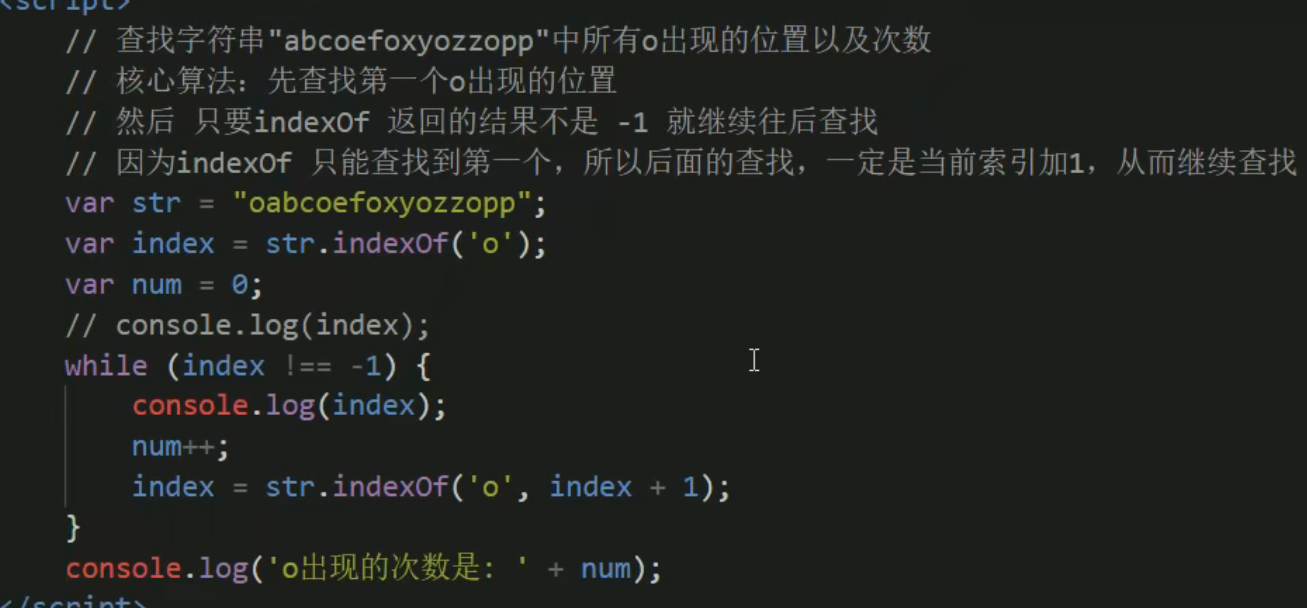 <script>
// 查找字符串"abcoefoxyozzopp"中所有o出现的位置以及次数
// 核心算法：先查找第一个o出现的位置
// 然后 只要indexOf 返回的结果不是 -1 就继续往后查找
// 因为indexOf 只能查找到第一个，所以后面的查找，一定是当前索引加1，从而继续查找
var str = "oabcoefoxyozzopp";
var index = str.indexOf('o');
var num = 0;
// console.log(index);
while (index !== -1) {
console.log(index);
num++;
index = str.indexOf('o', index + 1);
}
console.log('o出现的次数是: ' + num);
</script>